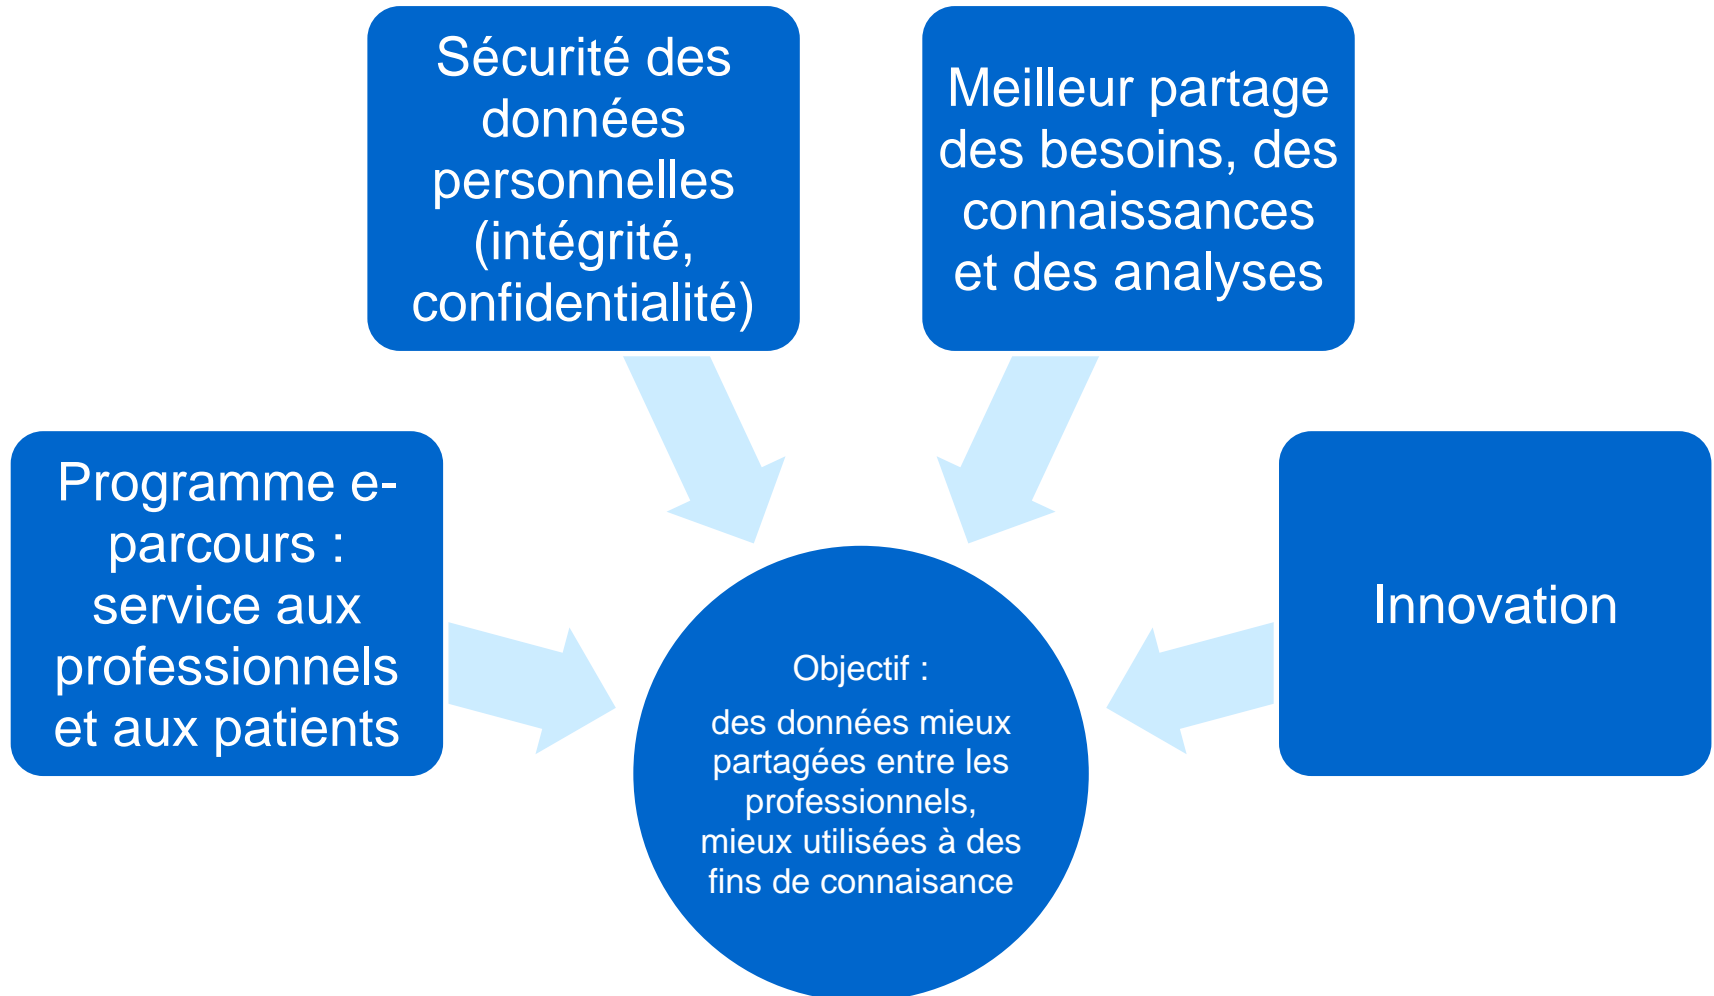 Sécurité des
données
personnelles
(intégrité,
confidentialité)
Meilleur partage
des besoins, des
connaissances
et des analyses
Programme e-
parcours :
service aux
professionnels
et aux patients
Innovation
Objectif :
des données mieux
partagées entre les
professionnels,
mieux utilisées à des
fins de connaisance